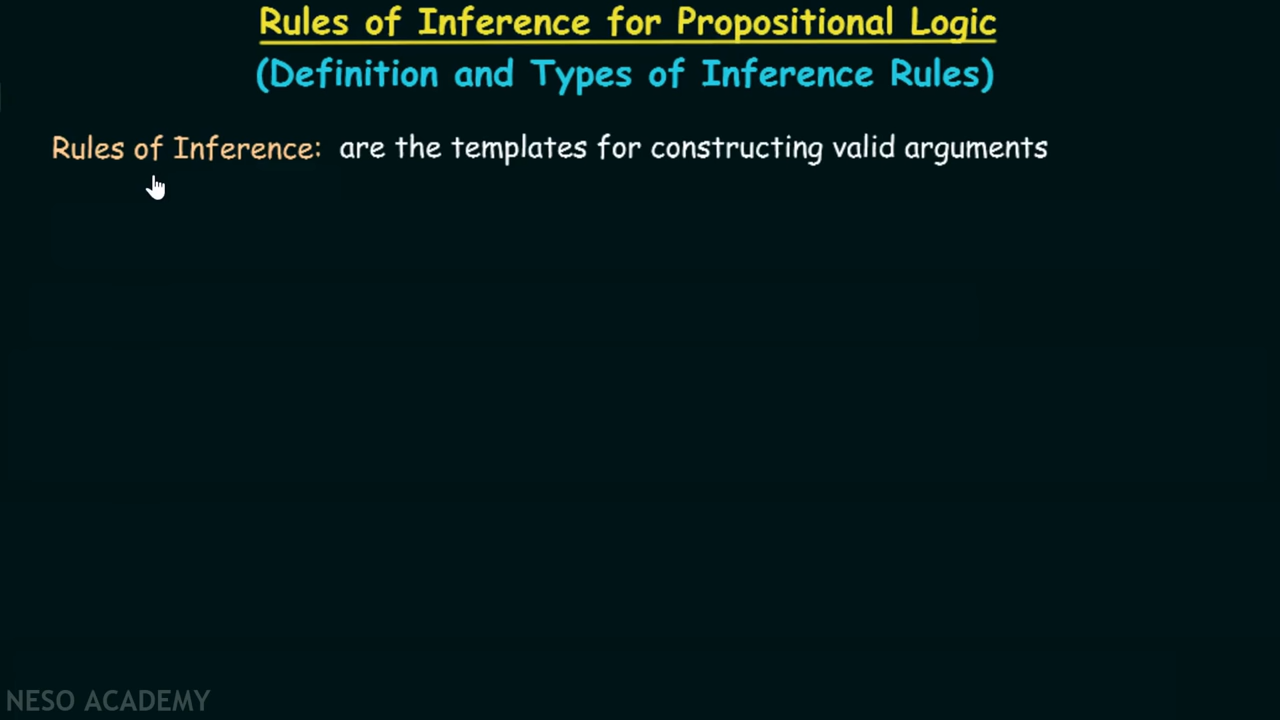 Rules of Inference for Propositional Logic
(Definition and Types of Inference Rules)
Rules of Inference: are the templates for constructing valid arguments
NESO ACADEMY